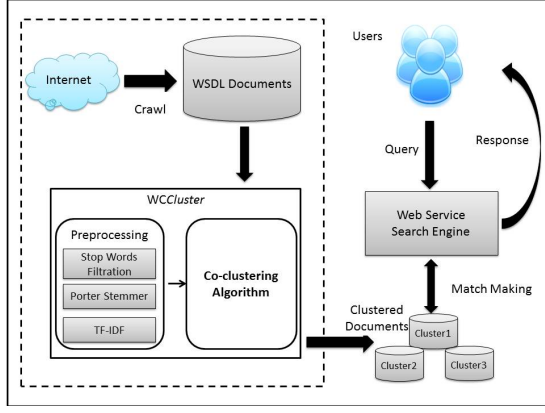 Internet
Crawl
WSDL Documents
WCCluster
Preprocessing
Stop Words
Filtration
Porter Stemmer
TF-IDF
Co-clustering
Algorithm
Users
Query
Response
Web Service
Search Engine
Match Making
Clustered
Documents
Cluster1
Cluster2
Cluster3